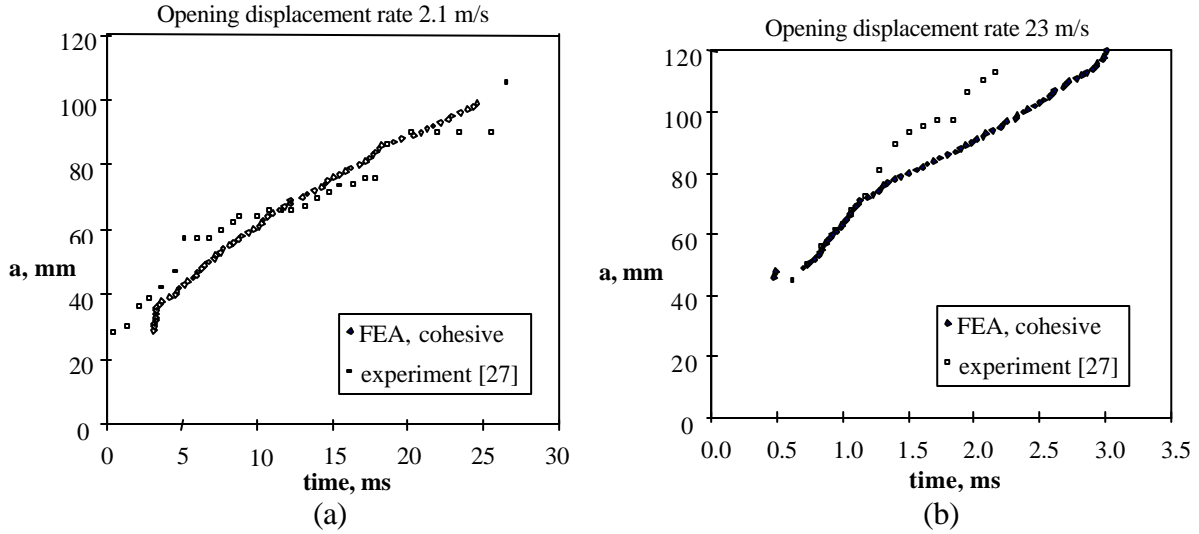 Opening displacement rate 2.1 m/s
120
100
80
60
a, mm
40
20
0
0 5 10 15 20 25 30
time, ms
FEA, cohesive
experiment [27]
(a)
Opening displacement rate 23 m/s
120
100
80
60
a, mm
40
20
0
0.0 0.5 1.0 1.5 2.0 2.5 3.0 3.5
time, ms
FEA, cohesive
experiment [27]
(b)